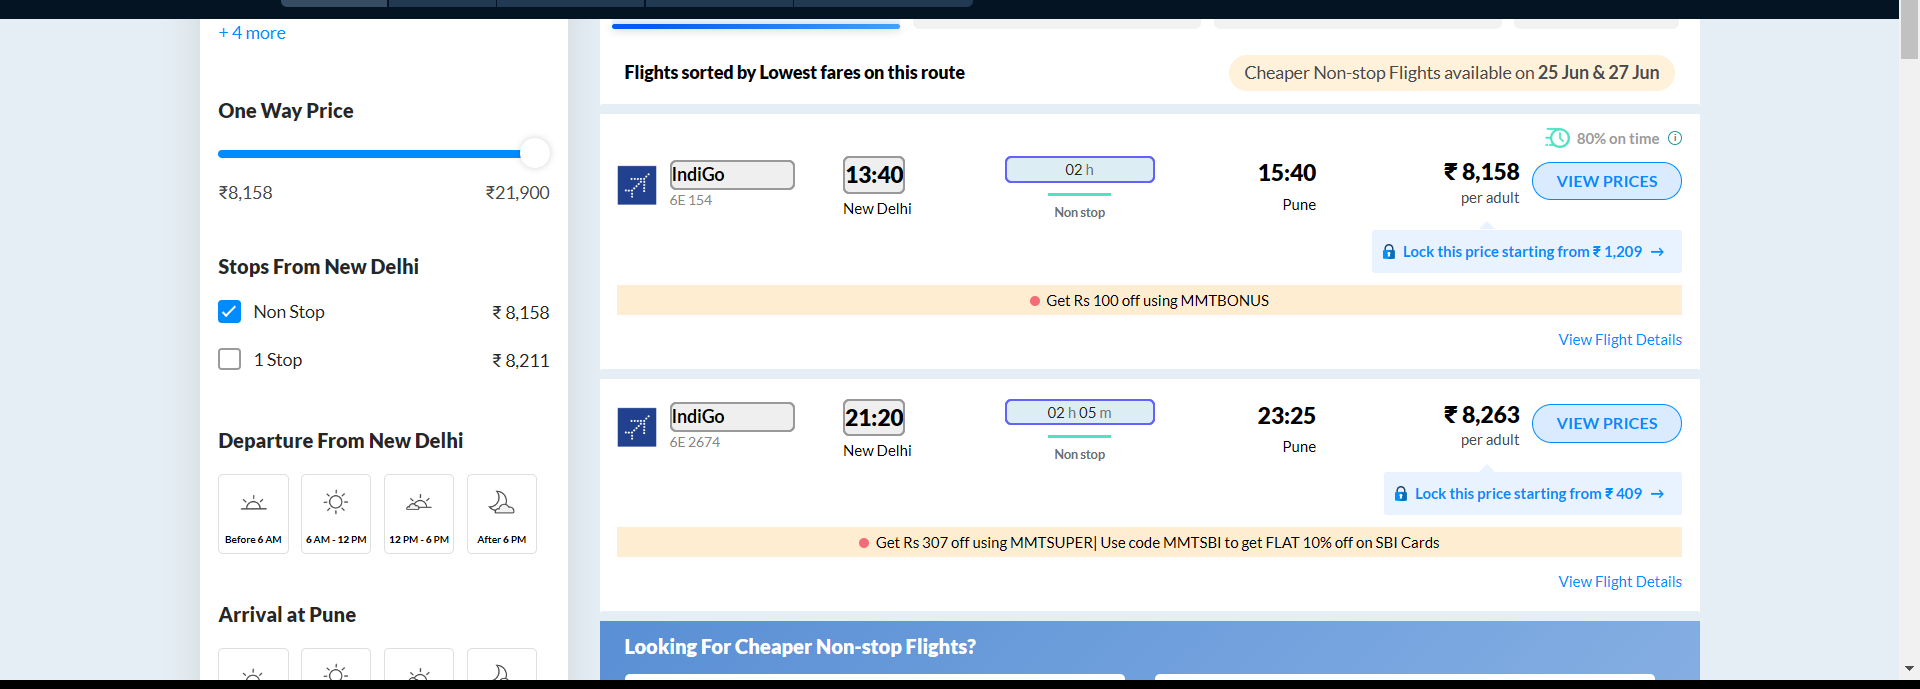 + 4 more
One Way Price
₹8,158 ₹21,900
Stops From New Delhi
Non Stop ₹ 8,158
1 Stop ₹ 8,211
Departure From New Delhi
Before 6 AM 6 AM - 12 PM 12 PM - 6 PM After 6 PM
Arrival at Pune
Flights sorted by Lowest fares on this route
Cheaper Non-stop Flights available on 25 Jun & 27 Jun
80% on time
IndiGo
6E 154
13:40
New Delhi
02 h
Non stop
15:40
Pune
₹ 8,158
per adult
VIEW PRICES
Lock this price starting from ₹ 1,209 →
Get Rs 100 off using MMTBONUS
View Flight Details
IndiGo
6E 2674
21:20
New Delhi
02 h 05 m
Non stop
23:25
Pune
₹ 8,263
per adult
VIEW PRICES
Lock this price starting from ₹ 409 →
Get Rs 307 off using MMTSUPER| Use code MMTSBI to get FLAT 10% off on SBI Cards
View Flight Details
Looking For Cheaper Non-stop Flights?